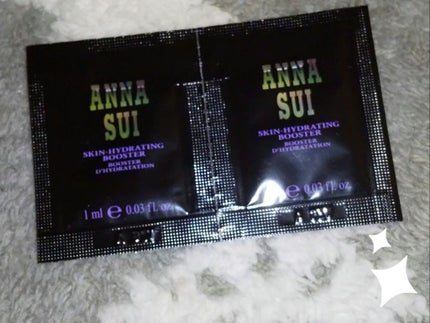 ANNA
SUI
SKIN-HYDRATING
BOOSTER
BOOSTER
D'HYDRATATION
1 ml e 0.03 fl. oz.
ANNA
SUI
SKIN-HYDRATING
BOOSTER
BOOSTER
D'HYDRATATION
e 0.03 fl. oz.